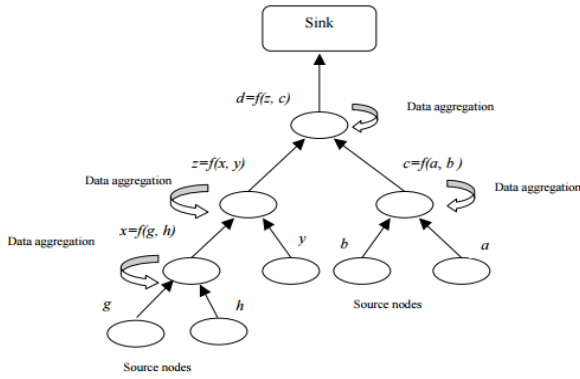 Sink
d=f(z, c)
Data aggregation
z=f(x, y)
c=f(a, b )
Data aggregation
Data aggregation
x=f(g, h)
Data aggregation
y
b
a
g
h
Source nodes
Source nodes